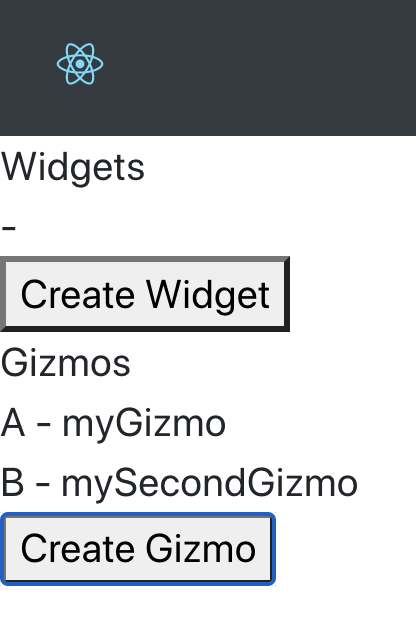 Widgets
-
Create Widget
Gizmos
A - myGizmo
B - mySecondGizmo
Create Gizmo